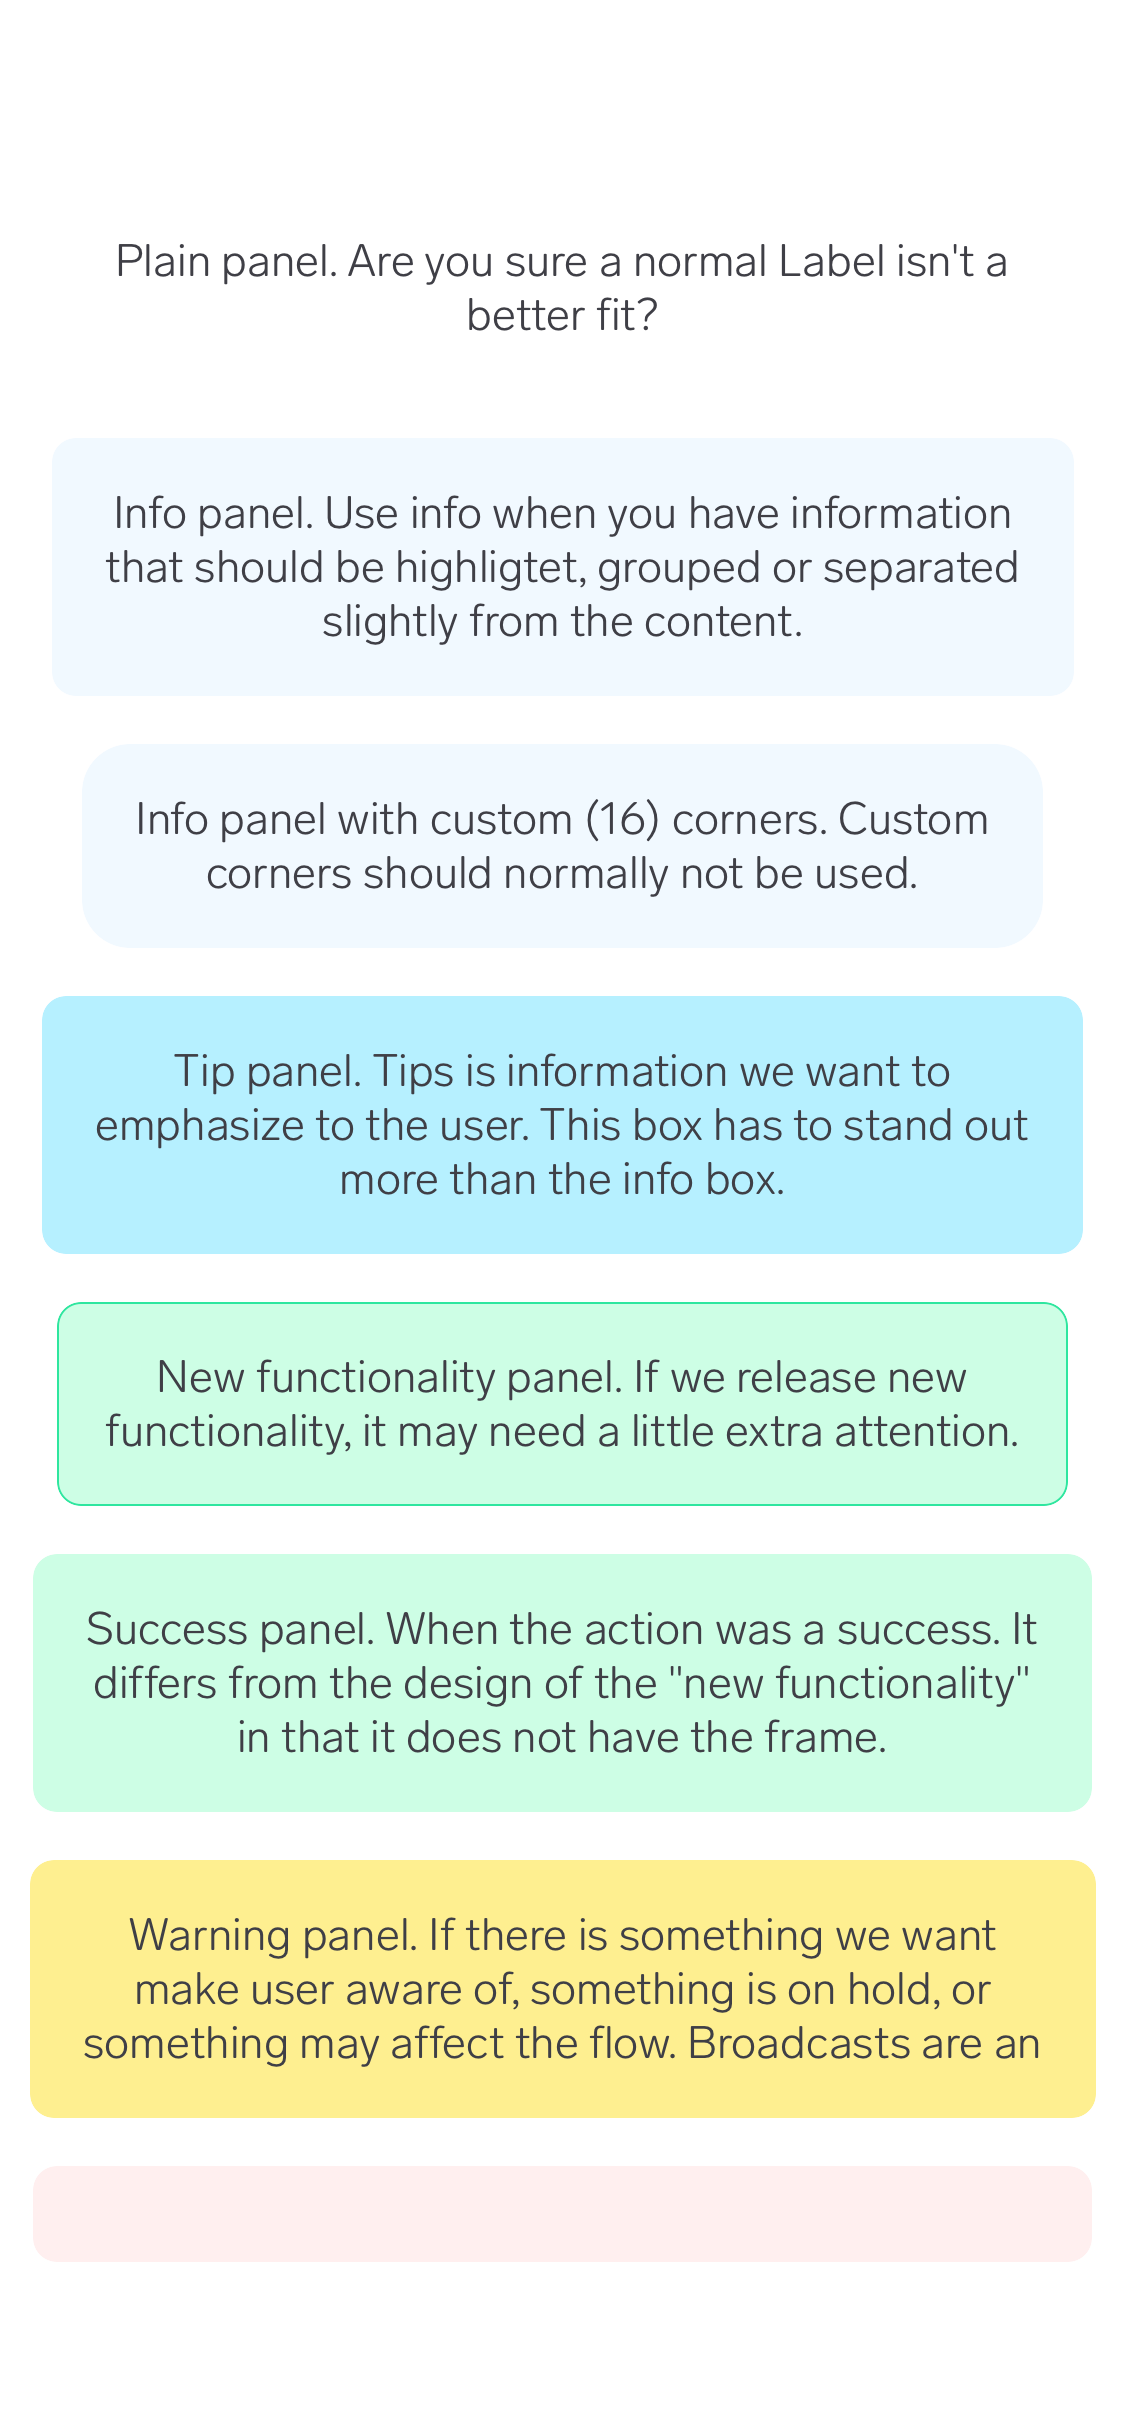 Plain panel. Are you sure a normal Label isn't a
better fit?
Info panel. Use info when you have information
that should be highligtet, grouped or separated
slightly from the content.
Info panel with custom (16) corners. Custom
corners should normally not be used.
Tip panel. Tips is information we want to
emphasize to the user. This box has to stand out
more than the info box.
New functionality panel. If we release new
functionality, it may need a little extra attention.
Success panel. When the action was a success. It
differs from the design of the "new functionality"
in that it does not have the frame.
Warning panel. If there is something we want
make user aware of, something is on hold, or
something may affect the flow. Broadcasts are an